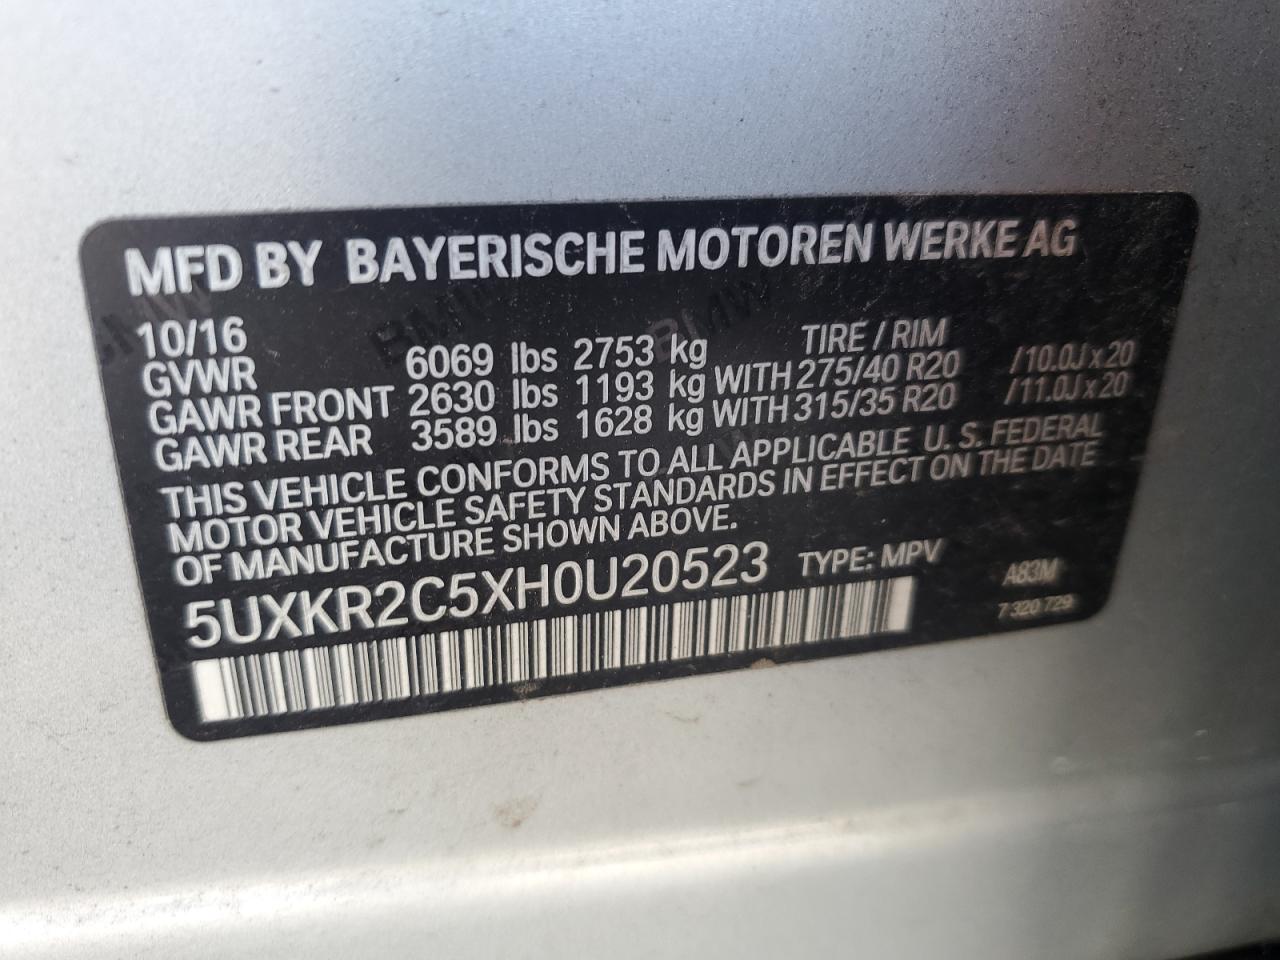 MFD BY BAYERISCHE MOTOREN WERKE AG
10/16 TIRE / RIM
GVWR 6069 lbs 2753 kg
GAWR FRONT 2630 lbs 1193 kg WITH 275/40 R20 /10.0J x 20
GAWR REAR 3589 lbs 1628 kg WITH 315/35 R20 /11.0J x 20
THIS VEHICLE CONFORMS TO ALL APPLICABLE U. S. FEDERAL
MOTOR VEHICLE SAFETY STANDARDS IN EFFECT ON THE DATE
OF MANUFACTURE SHOWN ABOVE.
5UXKR2C5XH0U20523 TYPE: MPV A83M
7 320 729